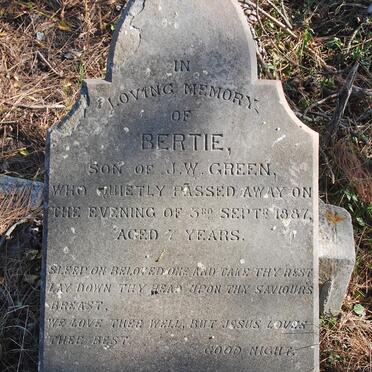 IN
LOVING MEMORY
OF
BERTIE,
SON OF J.W. GREEN,
WHO QUIETLY PASSED AWAY ON
THE EVENING OF 3RD SEPTR 1887,
AGED 7 YEARS.
SLEEP ON BELOVED ONE AND TAKE THY REST
LAY DOWN THY HEAD UPON THY SAVIOUR'S
BREAST,
WE LOVE THEE WELL, BUT JESUS LOVES
THEE BEST. GOOD NIGHT.